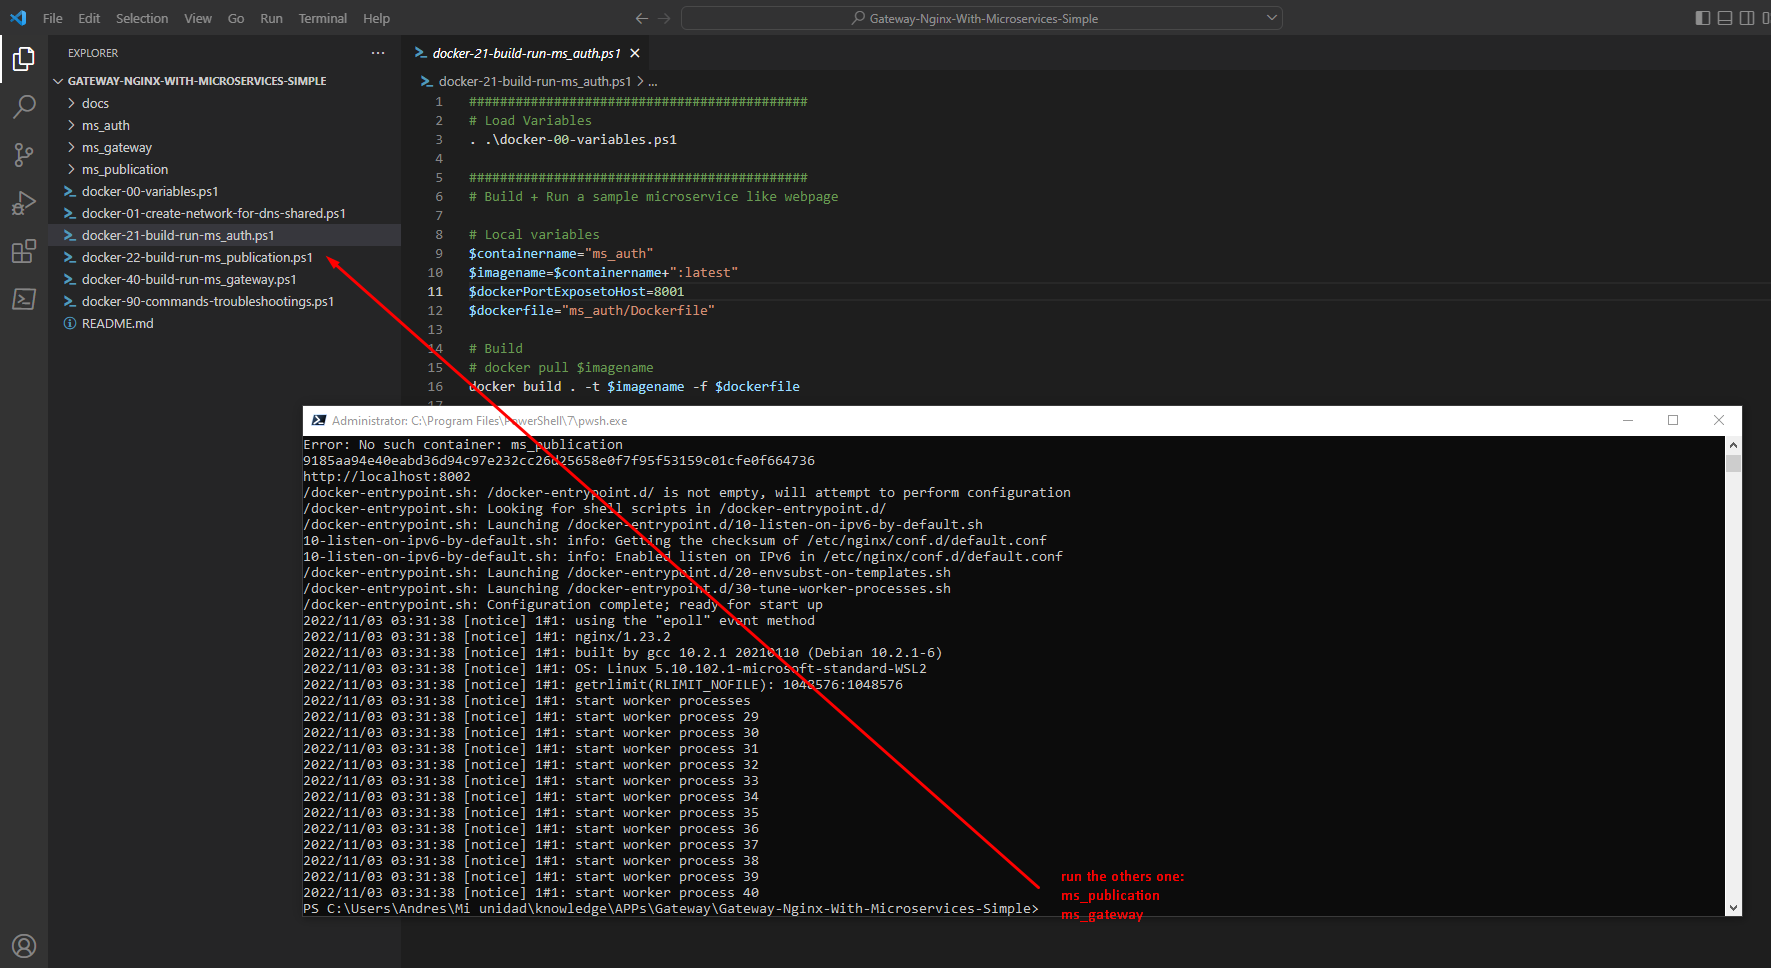 File Edit Selection View Go Run Terminal Help
Gateway-Nginx-With-Microservices-Simple
EXPLORER
GATEWAY-NGINX-WITH-MICROSERVICES-SIMPLE
docs
ms_auth
ms_gateway
ms_publication
docker-00-variables.ps1
docker-01-create-network-for-dns-shared.ps1
docker-21-build-run-ms_auth.ps1
docker-22-build-run-ms_publication.ps1
docker-40-build-run-ms_gateway.ps1
docker-90-commands-troubleshootings.ps1
README.md
docker-21-build-run-ms_auth.ps1
docker-21-build-run-ms_auth.ps1 > ...
1 ############################################
2 # Load Variables
3 . .\docker-00-variables.ps1
4
5 ############################################
6 # Build + Run a sample microservice like webpage
7
8 # Local variables
9 $containername="ms_auth"
10 $imagename=$containername+":latest"
11 $dockerPortExposetoHost=8001
12 $dockerfile="ms_auth/Dockerfile"
13
14 # Build
15 # docker pull $imagename
16 docker build . -t $imagename -f $dockerfile
17
Administrator: C:\Program Files\PowerShell\7\pwsh.exe
Error: No such container: ms_publication
9185aa94e40eabd36d94c97e232cc26d25658e0f7f95f53159c01cfe0f664736
http://localhost:8002
/docker-entrypoint.sh: /docker-entrypoint.d/ is not empty, will attempt to perform configuration
/docker-entrypoint.sh: Looking for shell scripts in /docker-entrypoint.d/
/docker-entrypoint.sh: Launching /docker-entrypoint.d/10-listen-on-ipv6-by-default.sh
10-listen-on-ipv6-by-default.sh: info: Getting the checksum of /etc/nginx/conf.d/default.conf
10-listen-on-ipv6-by-default.sh: info: Enabled listen on IPv6 in /etc/nginx/conf.d/default.conf
/docker-entrypoint.sh: Launching /docker-entrypoint.d/20-envsubst-on-templates.sh
/docker-entrypoint.sh: Launching /docker-entrypoint.d/30-tune-worker-processes.sh
/docker-entrypoint.sh: Configuration complete; ready for start up
2022/11/03 03:31:38 [notice] 1#1: using the "epoll" event method
2022/11/03 03:31:38 [notice] 1#1: nginx/1.23.2
2022/11/03 03:31:38 [notice] 1#1: built by gcc 10.2.1 20210110 (Debian 10.2.1-6)
2022/11/03 03:31:38 [notice] 1#1: OS: Linux 5.10.102.1-microsoft-standard-WSL2
2022/11/03 03:31:38 [notice] 1#1: getrlimit(RLIMIT_NOFILE): 1048576:1048576
2022/11/03 03:31:38 [notice] 1#1: start worker processes
2022/11/03 03:31:38 [notice] 1#1: start worker process 29
2022/11/03 03:31:38 [notice] 1#1: start worker process 30
2022/11/03 03:31:38 [notice] 1#1: start worker process 31
2022/11/03 03:31:38 [notice] 1#1: start worker process 32
2022/11/03 03:31:38 [notice] 1#1: start worker process 33
2022/11/03 03:31:38 [notice] 1#1: start worker process 34
2022/11/03 03:31:38 [notice] 1#1: start worker process 35
2022/11/03 03:31:38 [notice] 1#1: start worker process 36
2022/11/03 03:31:38 [notice] 1#1: start worker process 37
2022/11/03 03:31:38 [notice] 1#1: start worker process 38
2022/11/03 03:31:38 [notice] 1#1: start worker process 39
2022/11/03 03:31:38 [notice] 1#1: start worker process 40
PS C:\Users\Andres\Mi unidad\knowledge\APPs\Gateway\Gateway-Nginx-With-Microservices-Simple>
run the others one:
ms_publication
ms_gateway